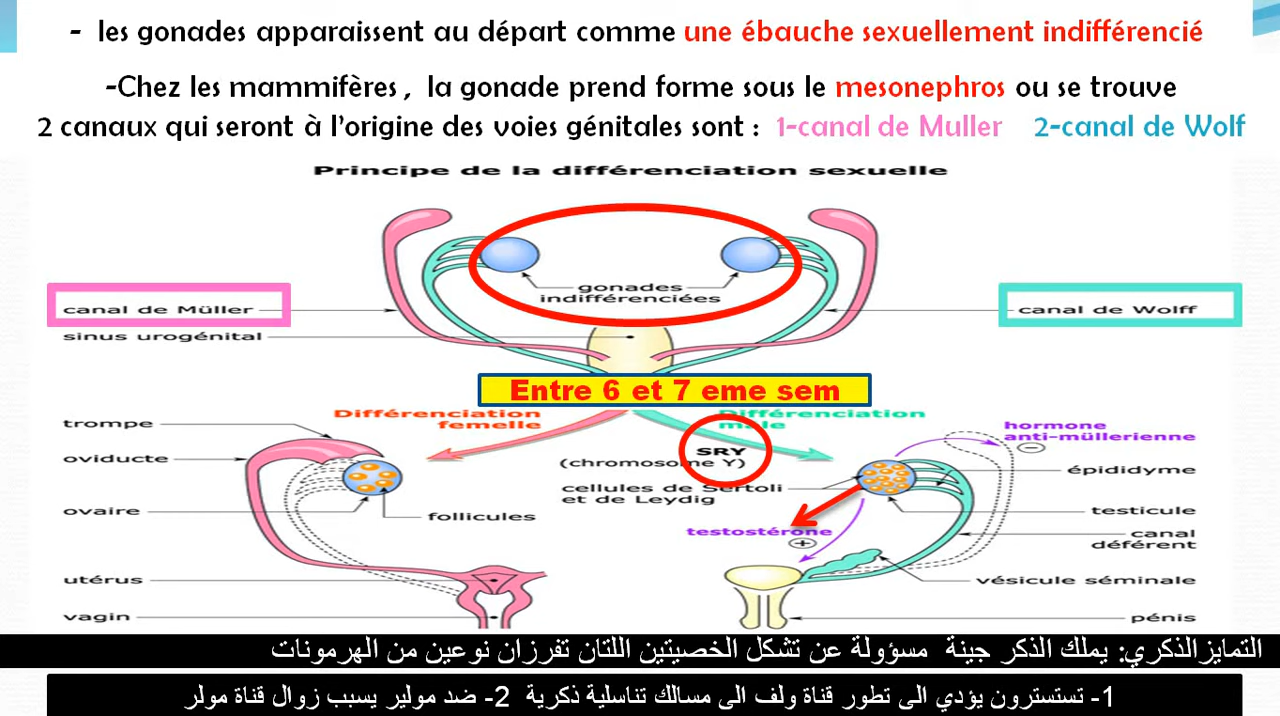 - les gonades apparaissent au départ comme une ébauche sexuellement indifférencié
-Chez les mammifères , la gonade prend forme sous le mesonephros ou se trouve
2 canaux qui seront à l'origine des voies génitales sont : 1-canal de Muller 2-canal de Wolf
Principe de la différenciation sexuelle
gonades
indifférenciées
canal de Müller
canal de Wolff
sinus urogénital
Entre 6 et 7 eme sem
Différenciation
femelle
Différenciation
mâle
trompe
oviducte
ovaire
follicules
utérus
vagin
SRY
(chromosome Y)
cellules de Sertoli
et de Leydig
testostérone
+
hormone
anti-müllerienne
−
épididyme
testicule
canal
déférent
vésicule séminale
pénis
التمايزالذكري: يملك الذكر جينة مسؤولة عن تشكل الخصيتين اللتان تفرزان نوعين من الهرمونات
1- تستسترون يؤدي الى تطور قناة ولف الى مسالك تناسلية ذكرية 2- ضد مولير يسبب زوال قناة مولر